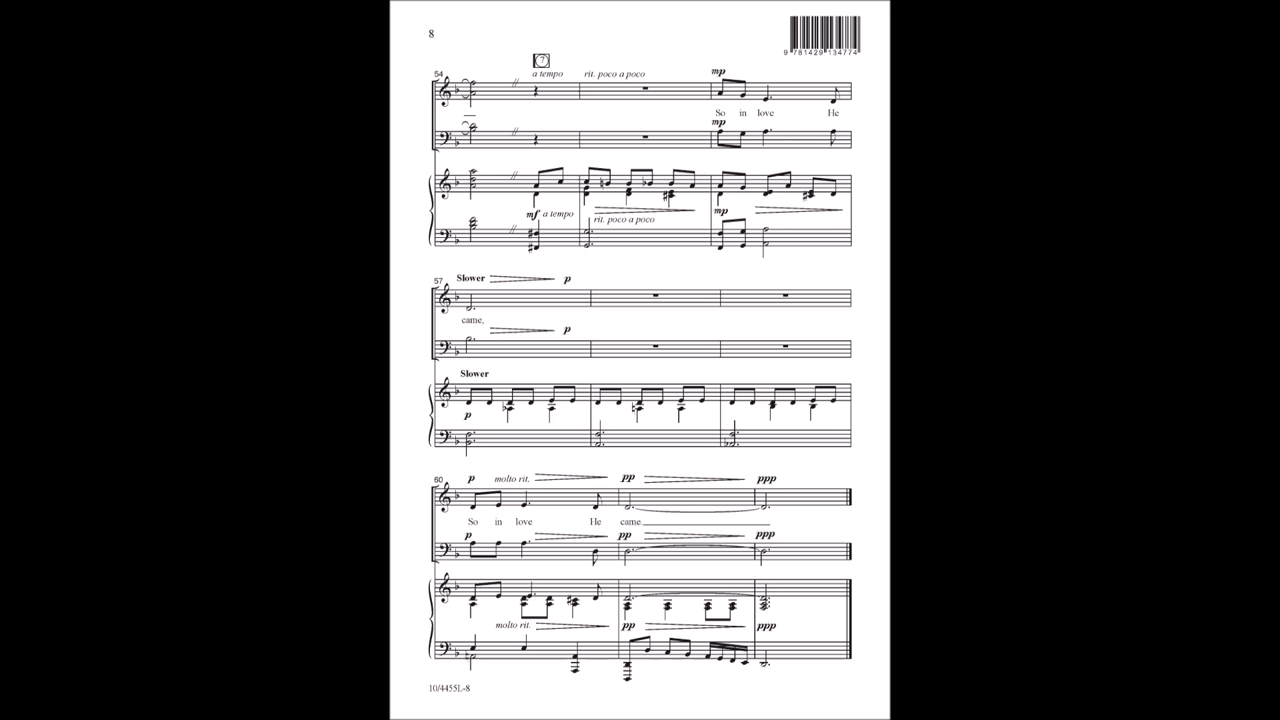 8
9 781429 134774
7
54
a tempo
rit. poco a poco
mp
So in love He
mp
mf a tempo
rit. poco a poco
mp
57
Slower
p
came,
p
Slower
p
60
p
molto rit.
pp
ppp
So in love He came.
p
pp
ppp
molto rit.
pp
ppp
10/4455L-8